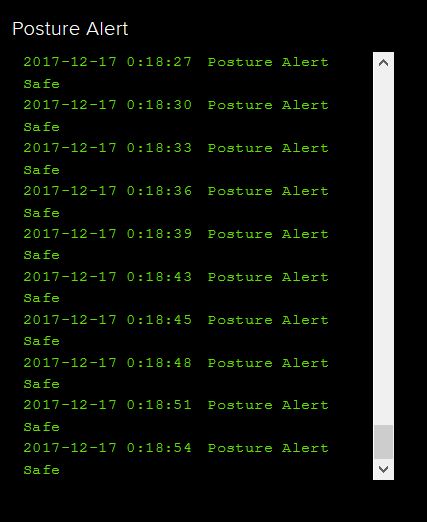 Posture Alert
2017-12-17 0:18:27 Posture Alert
Safe
2017-12-17 0:18:30 Posture Alert
Safe
2017-12-17 0:18:33 Posture Alert
Safe
2017-12-17 0:18:36 Posture Alert
Safe
2017-12-17 0:18:39 Posture Alert
Safe
2017-12-17 0:18:43 Posture Alert
Safe
2017-12-17 0:18:45 Posture Alert
Safe
2017-12-17 0:18:48 Posture Alert
Safe
2017-12-17 0:18:51 Posture Alert
Safe
2017-12-17 0:18:54 Posture Alert
Safe